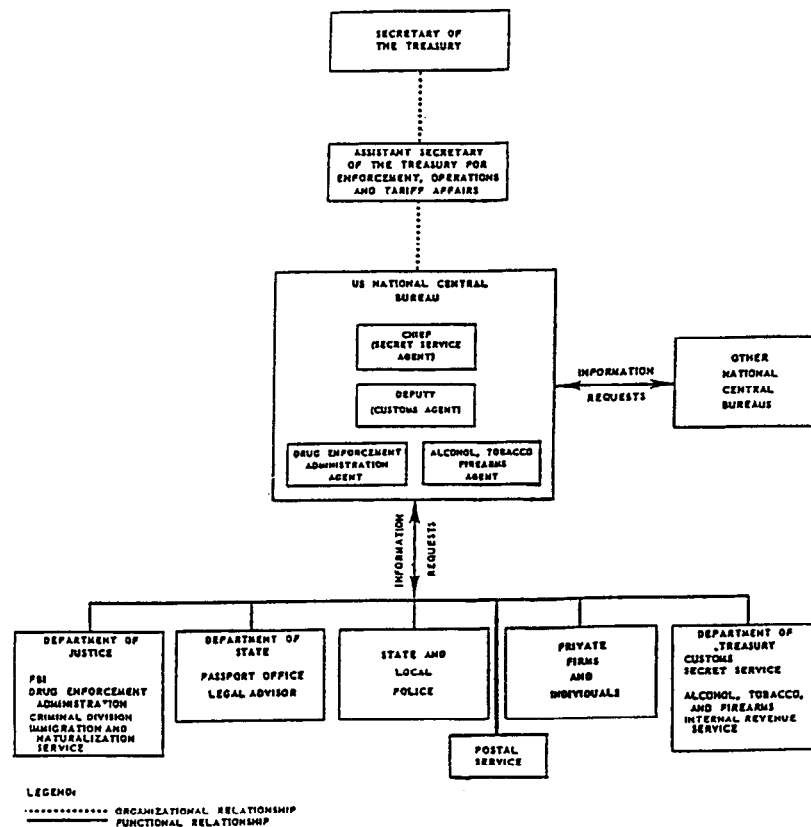 SECRETARY OF
THE TREASURY
ASSISTANT SECRETARY
OF THE TREASURY FOR
ENFORCEMENT, OPERATIONS
AND TARIFF AFFAIRS
US NATIONAL CENTRAL
BUREAU
CHIEF
(SECRET SERVICE
AGENT)
DEPUTY
(CUSTOMS AGENT)
DRUG ENFORCEMENT
ADMINISTRATION
AGENT
ALCOHOL, TOBACCO
FIREARMS
AGENT
INFORMATION
REQUESTS
OTHER
NATIONAL
CENTRAL
BUREAUS
INFORMATION
REQUESTS
DEPARTMENT OF
JUSTICE
FBI
DRUG ENFORCEMENT
ADMINISTRATION
CRIMINAL DIVISION
IMMIGRATION AND
NATURALIZATION
SERVICE
DEPARTMENT OF
STATE
PASSPORT OFFICE
LEGAL ADVISOR
STATE AND
LOCAL
POLICE
POSTAL
SERVICE
PRIVATE
FIRMS
AND
INDIVIDUALS
DEPARTMENT OF
TREASURY
CUSTOMS
SECRET SERVICE
ALCOHOL, TOBACCO,
AND FIREARMS
INTERNAL REVENUE
SERVICE
LEGEND:
ORGANIZATIONAL RELATIONSHIP
FUNCTIONAL RELATIONSHIP